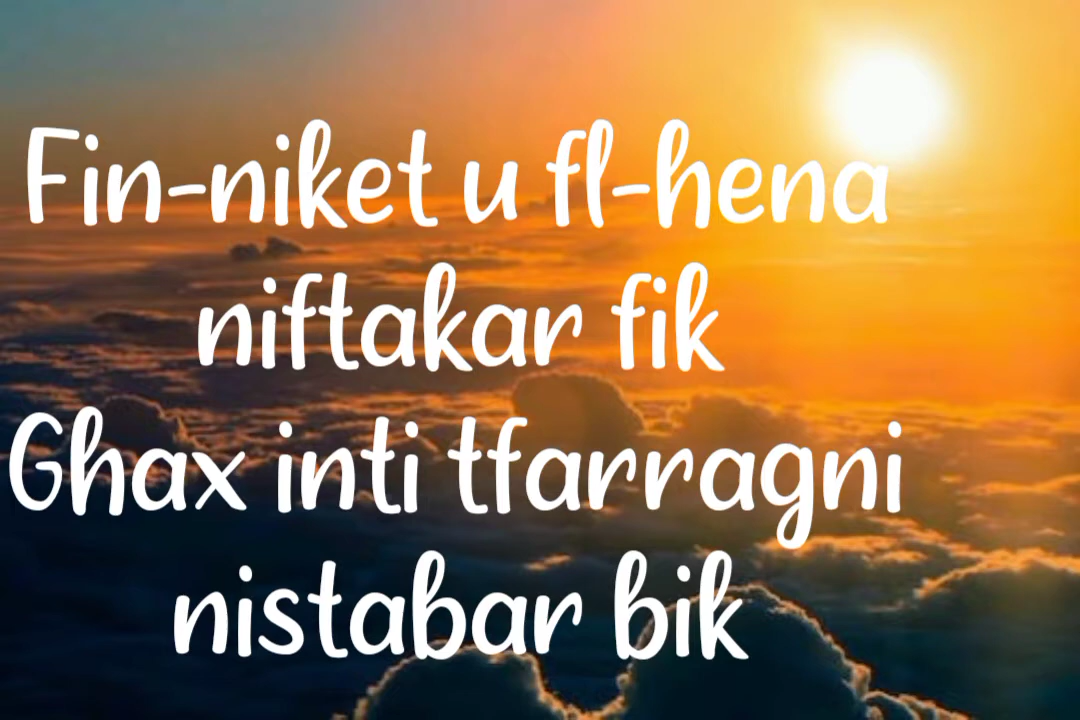 Fin-niket u fl-hena
niftakar fik
Ghax inti tfarragni
nistabar bik